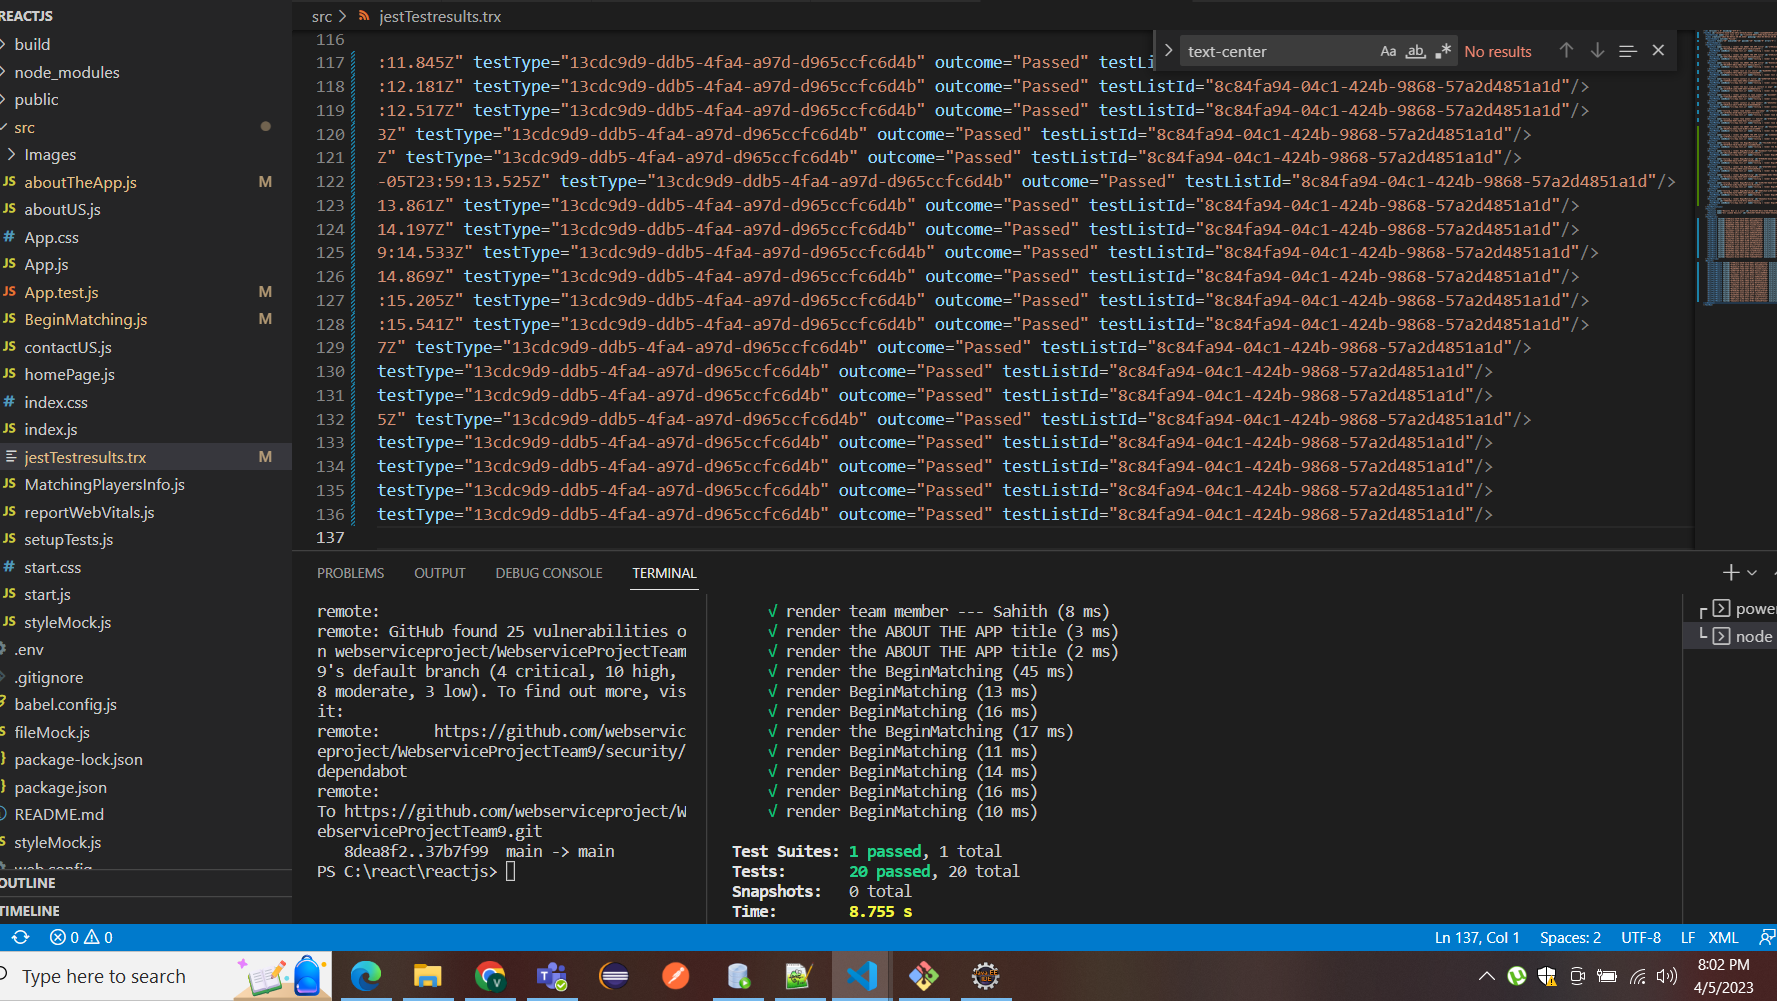 REACTJS
build
node_modules
public
src
Images
JS aboutTheApp.js M
JS aboutUS.js
# App.css
JS App.js
JS App.test.js M
JS BeginMatching.js M
JS contactUS.js
JS homePage.js
# index.css
JS index.js
jestTestresults.trx M
JS MatchingPlayersInfo.js
JS reportWebVitals.js
JS setupTests.js
# start.css
JS start.js
JS styleMock.js
.env
.gitignore
babel.config.js
fileMock.js
package-lock.json
package.json
README.md
styleMock.js
web.config
OUTLINE
TIMELINE
src > jestTestresults.trx
text-center Aa ab, .* No results
116
117 :11.845Z" testType="13cdc9d9-ddb5-4fa4-a97d-d965ccfc6d4b" outcome="Passed" testLi
118 :12.181Z" testType="13cdc9d9-ddb5-4fa4-a97d-d965ccfc6d4b" outcome="Passed" testListId="8c84fa94-04c1-424b-9868-57a2d4851a1d"/>
119 :12.517Z" testType="13cdc9d9-ddb5-4fa4-a97d-d965ccfc6d4b" outcome="Passed" testListId="8c84fa94-04c1-424b-9868-57a2d4851a1d"/>
120 3Z" testType="13cdc9d9-ddb5-4fa4-a97d-d965ccfc6d4b" outcome="Passed" testListId="8c84fa94-04c1-424b-9868-57a2d4851a1d"/>
121 Z" testType="13cdc9d9-ddb5-4fa4-a97d-d965ccfc6d4b" outcome="Passed" testListId="8c84fa94-04c1-424b-9868-57a2d4851a1d"/>
122 -05T23:59:13.525Z" testType="13cdc9d9-ddb5-4fa4-a97d-d965ccfc6d4b" outcome="Passed" testListId="8c84fa94-04c1-424b-9868-57a2d4851a1d"/>
123 13.861Z" testType="13cdc9d9-ddb5-4fa4-a97d-d965ccfc6d4b" outcome="Passed" testListId="8c84fa94-04c1-424b-9868-57a2d4851a1d"/>
124 14.197Z" testType="13cdc9d9-ddb5-4fa4-a97d-d965ccfc6d4b" outcome="Passed" testListId="8c84fa94-04c1-424b-9868-57a2d4851a1d"/>
125 9:14.533Z" testType="13cdc9d9-ddb5-4fa4-a97d-d965ccfc6d4b" outcome="Passed" testListId="8c84fa94-04c1-424b-9868-57a2d4851a1d"/>
126 14.869Z" testType="13cdc9d9-ddb5-4fa4-a97d-d965ccfc6d4b" outcome="Passed" testListId="8c84fa94-04c1-424b-9868-57a2d4851a1d"/>
127 :15.205Z" testType="13cdc9d9-ddb5-4fa4-a97d-d965ccfc6d4b" outcome="Passed" testListId="8c84fa94-04c1-424b-9868-57a2d4851a1d"/>
128 :15.541Z" testType="13cdc9d9-ddb5-4fa4-a97d-d965ccfc6d4b" outcome="Passed" testListId="8c84fa94-04c1-424b-9868-57a2d4851a1d"/>
129 7Z" testType="13cdc9d9-ddb5-4fa4-a97d-d965ccfc6d4b" outcome="Passed" testListId="8c84fa94-04c1-424b-9868-57a2d4851a1d"/>
130 testType="13cdc9d9-ddb5-4fa4-a97d-d965ccfc6d4b" outcome="Passed" testListId="8c84fa94-04c1-424b-9868-57a2d4851a1d"/>
131 testType="13cdc9d9-ddb5-4fa4-a97d-d965ccfc6d4b" outcome="Passed" testListId="8c84fa94-04c1-424b-9868-57a2d4851a1d"/>
132 5Z" testType="13cdc9d9-ddb5-4fa4-a97d-d965ccfc6d4b" outcome="Passed" testListId="8c84fa94-04c1-424b-9868-57a2d4851a1d"/>
133 testType="13cdc9d9-ddb5-4fa4-a97d-d965ccfc6d4b" outcome="Passed" testListId="8c84fa94-04c1-424b-9868-57a2d4851a1d"/>
134 testType="13cdc9d9-ddb5-4fa4-a97d-d965ccfc6d4b" outcome="Passed" testListId="8c84fa94-04c1-424b-9868-57a2d4851a1d"/>
135 testType="13cdc9d9-ddb5-4fa4-a97d-d965ccfc6d4b" outcome="Passed" testListId="8c84fa94-04c1-424b-9868-57a2d4851a1d"/>
136 testType="13cdc9d9-ddb5-4fa4-a97d-d965ccfc6d4b" outcome="Passed" testListId="8c84fa94-04c1-424b-9868-57a2d4851a1d"/>
137
PROBLEMS OUTPUT DEBUG CONSOLE TERMINAL
remote:
remote: GitHub found 25 vulnerabilities o
n webserviceproject/WebserviceProjectTeam
9's default branch (4 critical, 10 high,
8 moderate, 3 low). To find out more, vis
it:
remote: https://github.com/webservic
eproject/WebserviceProjectTeam9/security/
dependabot
remote:
To https://github.com/webserviceproject/W
ebserviceProjectTeam9.git
8dea8f2..37b7f99 main -> main
PS C:\react\reactjs>
√ render team member --- Sahith (8 ms)
√ render the ABOUT THE APP title (3 ms)
√ render the ABOUT THE APP title (2 ms)
√ render the BeginMatching (45 ms)
√ render BeginMatching (13 ms)
√ render BeginMatching (16 ms)
√ render the BeginMatching (17 ms)
√ render BeginMatching (11 ms)
√ render BeginMatching (14 ms)
√ render BeginMatching (16 ms)
√ render BeginMatching (10 ms)
Test Suites: 1 passed, 1 total
Tests: 20 passed, 20 total
Snapshots: 0 total
Time: 8.755 s
power
node
0 0
Ln 137, Col 1 Spaces: 2 UTF-8 LF XML
Type here to search
8:02 PM
4/5/2023